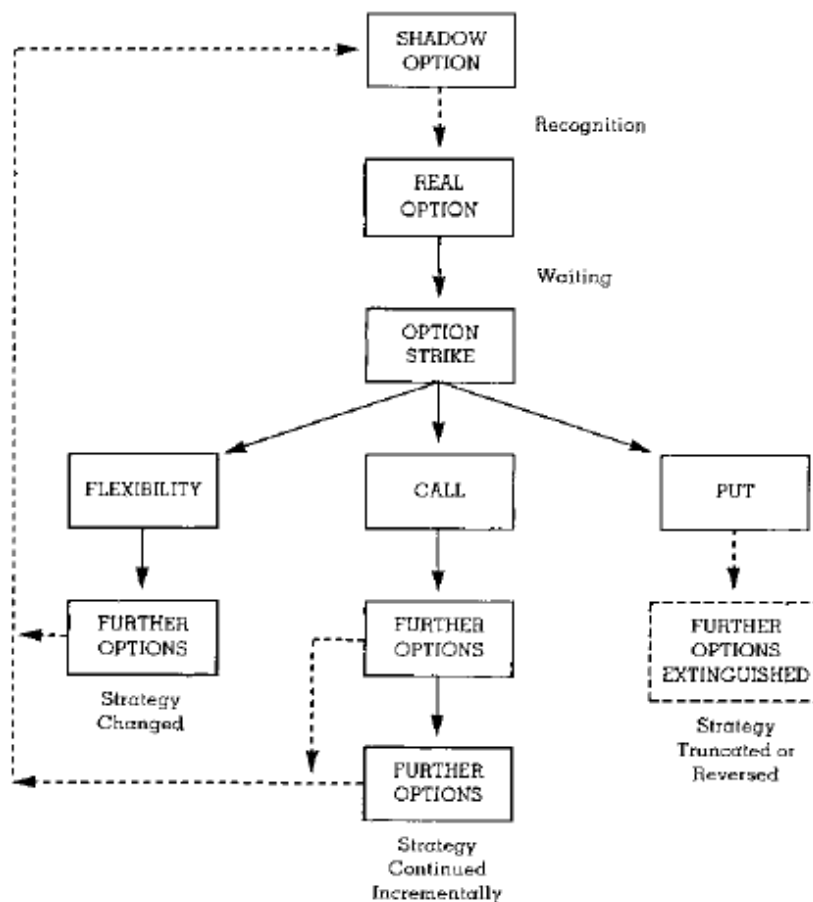 SHADOW
OPTION
Recognition
REAL
OPTION
Waiting
OPTION
STRIKE
FLEXIBILITY
CALL
PUT
FURTHER
OPTIONS
Strategy
Changed
FURTHER
OPTIONS
FURTHER
OPTIONS
EXTINGUISHED
Strategy
Truncated or
Reversed
FURTHER
OPTIONS
Strategy
Continued
Incrementally